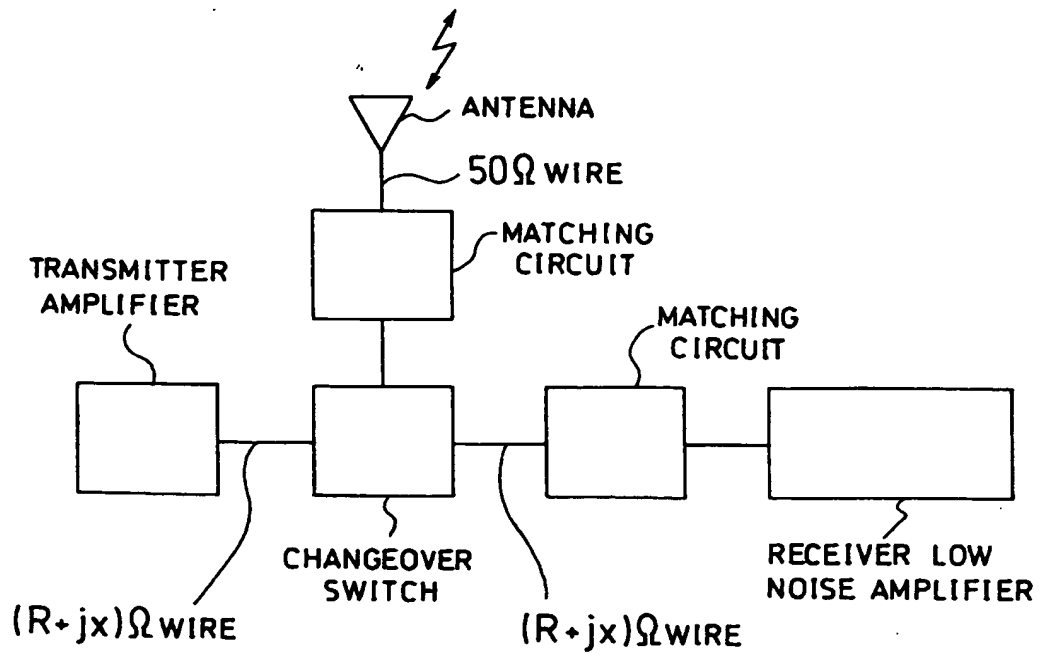 ANTENNA
50Ω WIRE
MATCHING
CIRCUIT
TRANSMITTER
AMPLIFIER
MATCHING
CIRCUIT
CHANGEOVER
SWITCH
RECEIVER LOW
NOISE AMPLIFIER
(R+jx)Ω WIRE
(R+jx)Ω WIRE